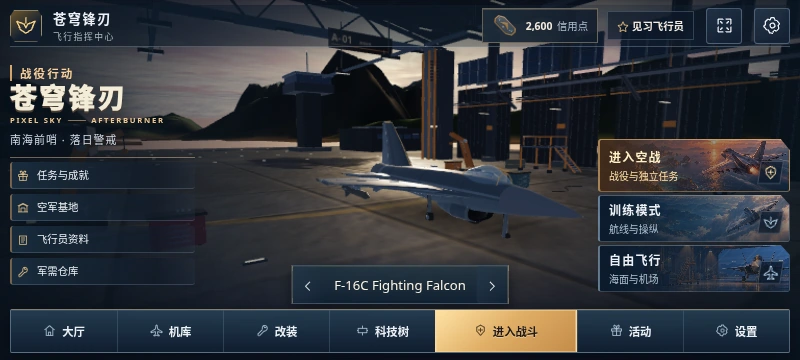 苍穹锋刃
飞行指挥中心
2,600 信用点
见习飞行员
A-01
战役行动
苍穹锋刃
PIXEL SKY — AFTERBURNER
南海前哨 · 落日警戒
任务与成就
空军基地
飞行员资料
军需仓库
进入空战
战役与独立任务
训练模式
航线与操纵
自由飞行
海面与机场
F-16C Fighting Falcon
大厅
机库
改装
科技树
进入战斗
活动
设置